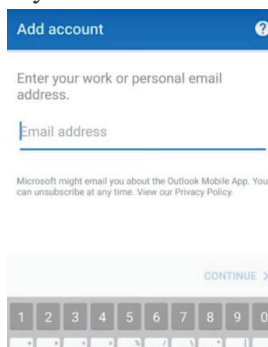 Add account ?
Enter your work or personal email
address.
Email address
Microsoft might email you about the Outlook Mobile App. You
can unsubscribe at any time. View our Privacy Policy.
CONTINUE >
1 2 3 4 5 6 7 8 9 0